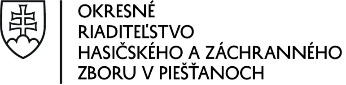 OKRESNÉ
RIADITEĽSTVO
HASIČSKÉHO A ZÁCHRANNÉHO
ZBORU V PIEŠŤANOCH